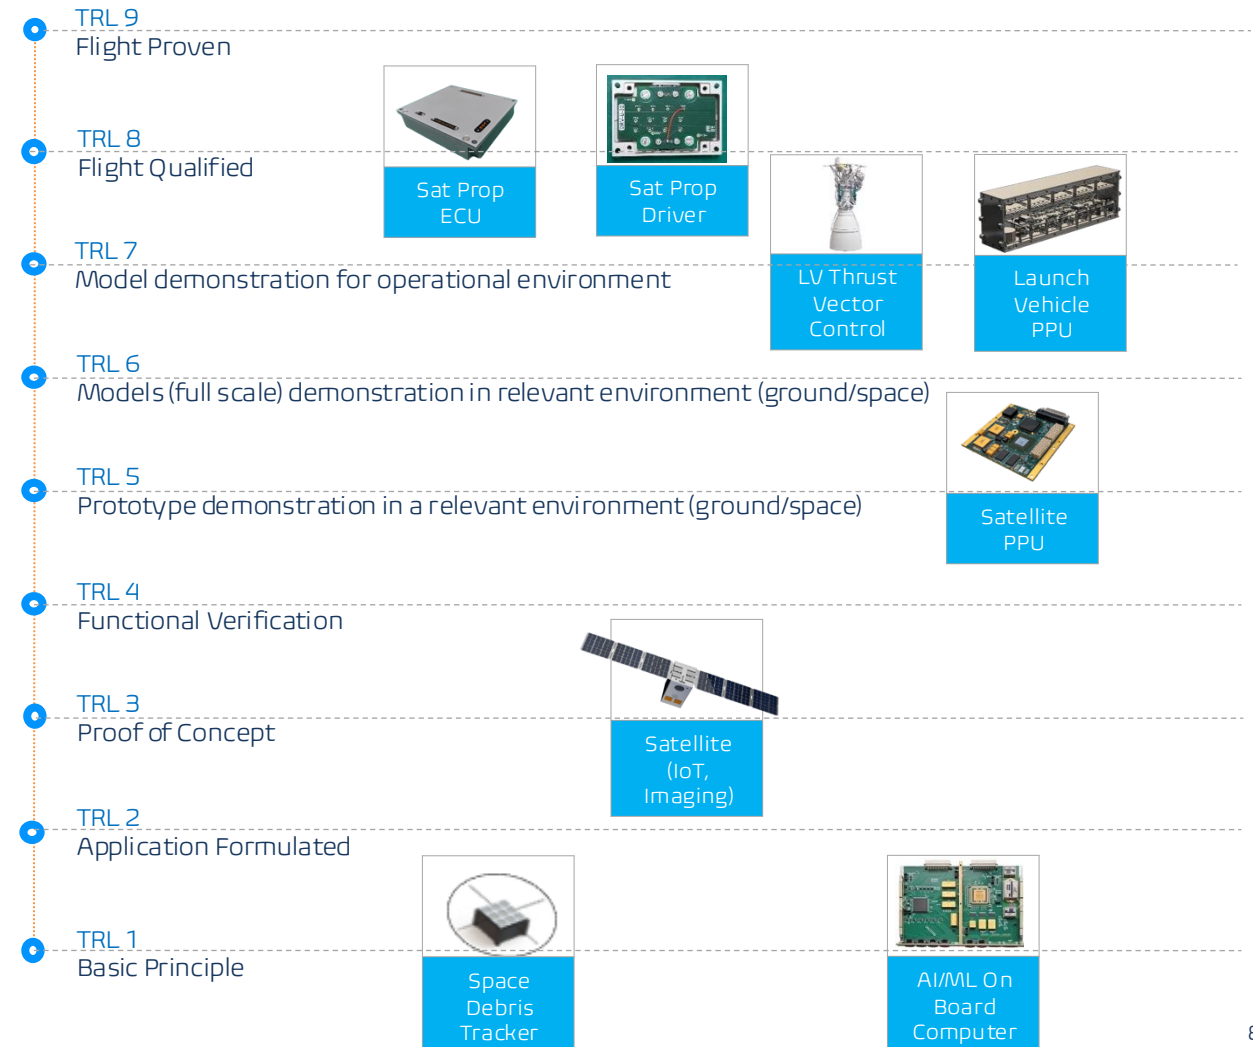 TRL 9
Flight Proven
TRL 8
Flight Qualified
Sat Prop
ECU
Sat Prop
Driver
TRL 7
Model demonstration for operational environment
LV Thrust
Vector
Control
Launch
Vehicle
PPU
TRL 6
Models (full scale) demonstration in relevant environment (ground/space)
TRL 5
Prototype demonstration in a relevant environment (ground/space)
Satellite
PPU
TRL 4
Functional Verification
TRL 3
Proof of Concept
Satellite
(IoT,
Imaging)
TRL 2
Application Formulated
TRL 1
Basic Principle
Space
Debris
Tracker
AI/ML On
Board
Computer